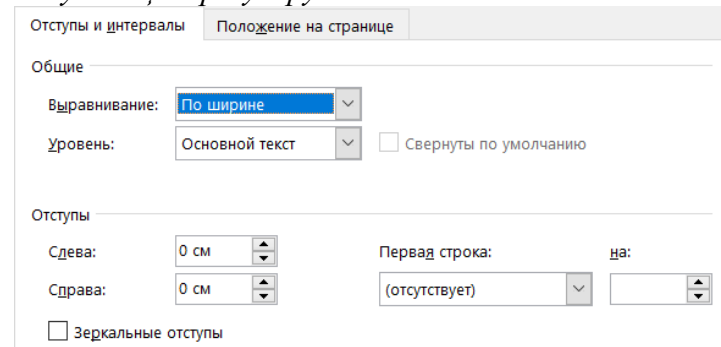 Отступы и интервалы Положение на странице
Общие
Выравнивание: По ширине
Уровень: Основной текст Свернуты по умолчанию
Отступы
Слева: 0 см Первая строка: на:
Справа: 0 см (отсутствует)
Зеркальные отступы